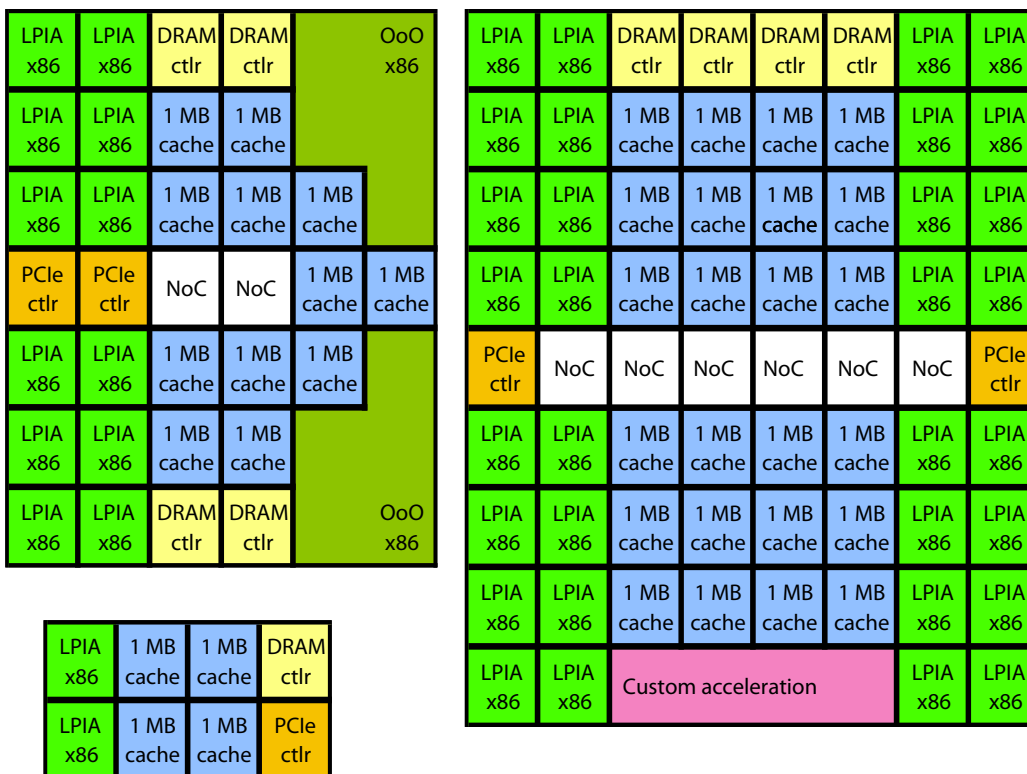 LPIA LPIA DRAM DRAM OoO
x86 x86 ctlr ctlr x86
LPIA LPIA 1 MB 1 MB
x86 x86 cache cache
LPIA LPIA 1 MB 1 MB 1 MB
x86 x86 cache cache cache
PCIe PCIe NoC NoC 1 MB 1 MB
ctlr ctlr cache cache
LPIA LPIA 1 MB 1 MB 1 MB
x86 x86 cache cache cache
LPIA LPIA 1 MB 1 MB
x86 x86 cache cache
LPIA LPIA DRAM DRAM OoO
x86 x86 ctlr ctlr x86
LPIA 1 MB 1 MB DRAM
x86 cache cache ctlr
LPIA 1 MB 1 MB PCIe
x86 cache cache ctlr
LPIA LPIA DRAM DRAM DRAM DRAM LPIA LPIA
x86 x86 ctlr ctlr ctlr ctlr x86 x86
LPIA LPIA 1 MB 1 MB 1 MB 1 MB LPIA LPIA
x86 x86 cache cache cache cache x86 x86
LPIA LPIA 1 MB 1 MB 1 MB 1 MB LPIA LPIA
x86 x86 cache cache cache cache x86 x86
LPIA LPIA 1 MB 1 MB 1 MB 1 MB LPIA LPIA
x86 x86 cache cache cache cache x86 x86
PCIe NoC NoC NoC NoC NoC NoC PCIe
ctlr ctlr
LPIA LPIA 1 MB 1 MB 1 MB 1 MB LPIA LPIA
x86 x86 cache cache cache cache x86 x86
LPIA LPIA 1 MB 1 MB 1 MB 1 MB LPIA LPIA
x86 x86 cache cache cache cache x86 x86
LPIA LPIA 1 MB 1 MB 1 MB 1 MB LPIA LPIA
x86 x86 cache cache cache cache x86 x86
LPIA LPIA Custom acceleration LPIA LPIA
x86 x86 x86 x86